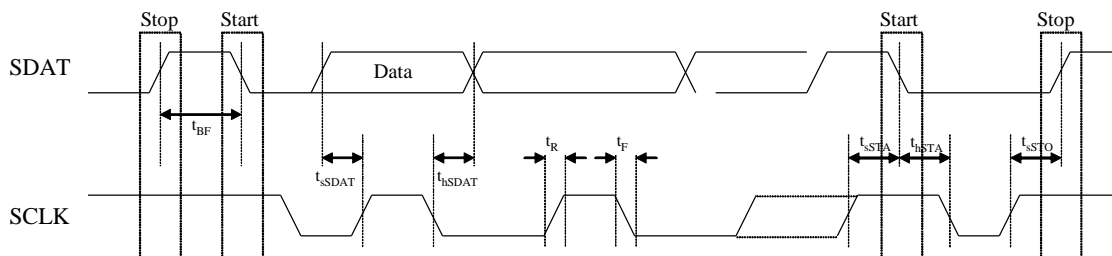 Stop Start Start Stop
SDAT
Data
tBF
tR tF tsSTA thSTA tsSTO
tsSDAT thSDAT
SCLK